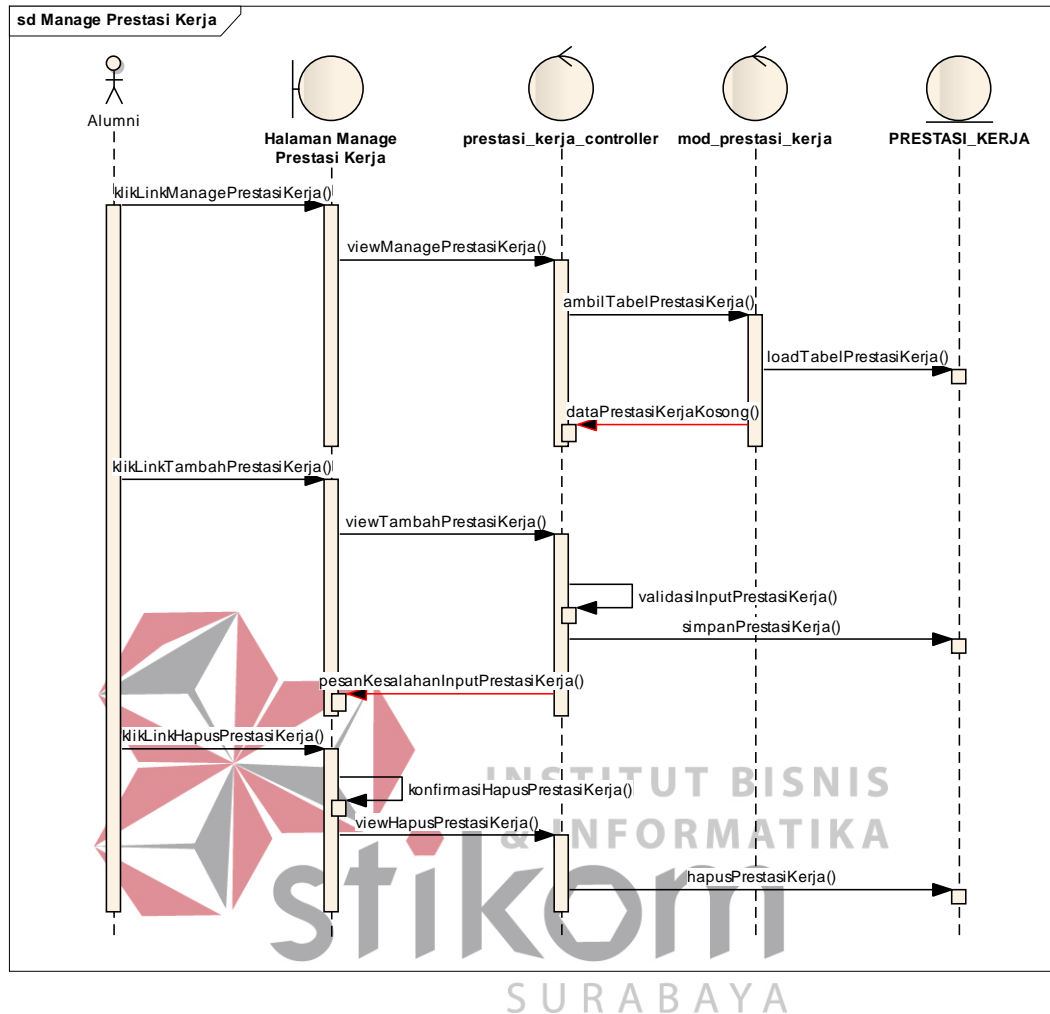 sd Manage Prestasi Kerja
Alumni
Halaman Manage
Prestasi Kerja
prestasi_kerja_controller
mod_prestasi_kerja
PRESTASI_KERJA
klikLinkManagePrestasiKerja()
viewManagePrestasiKerja()
ambilTabelPrestasiKerja()
loadTabelPrestasiKerja()
dataPrestasiKerjaKosong()
klikLinkTambahPrestasiKerja()
viewTambahPrestasiKerja()
validasiInputPrestasiKerja()
simpanPrestasiKerja()
pesanKesalahanInputPrestasiKerja()
klikLinkHapusPrestasiKerja()
konfirmasiHapusPrestasiKerja()
viewHapusPrestasiKerja()
hapusPrestasiKerja()
INSTITUT BISNIS
& INFORMATIKA
stikom
SURABAYA